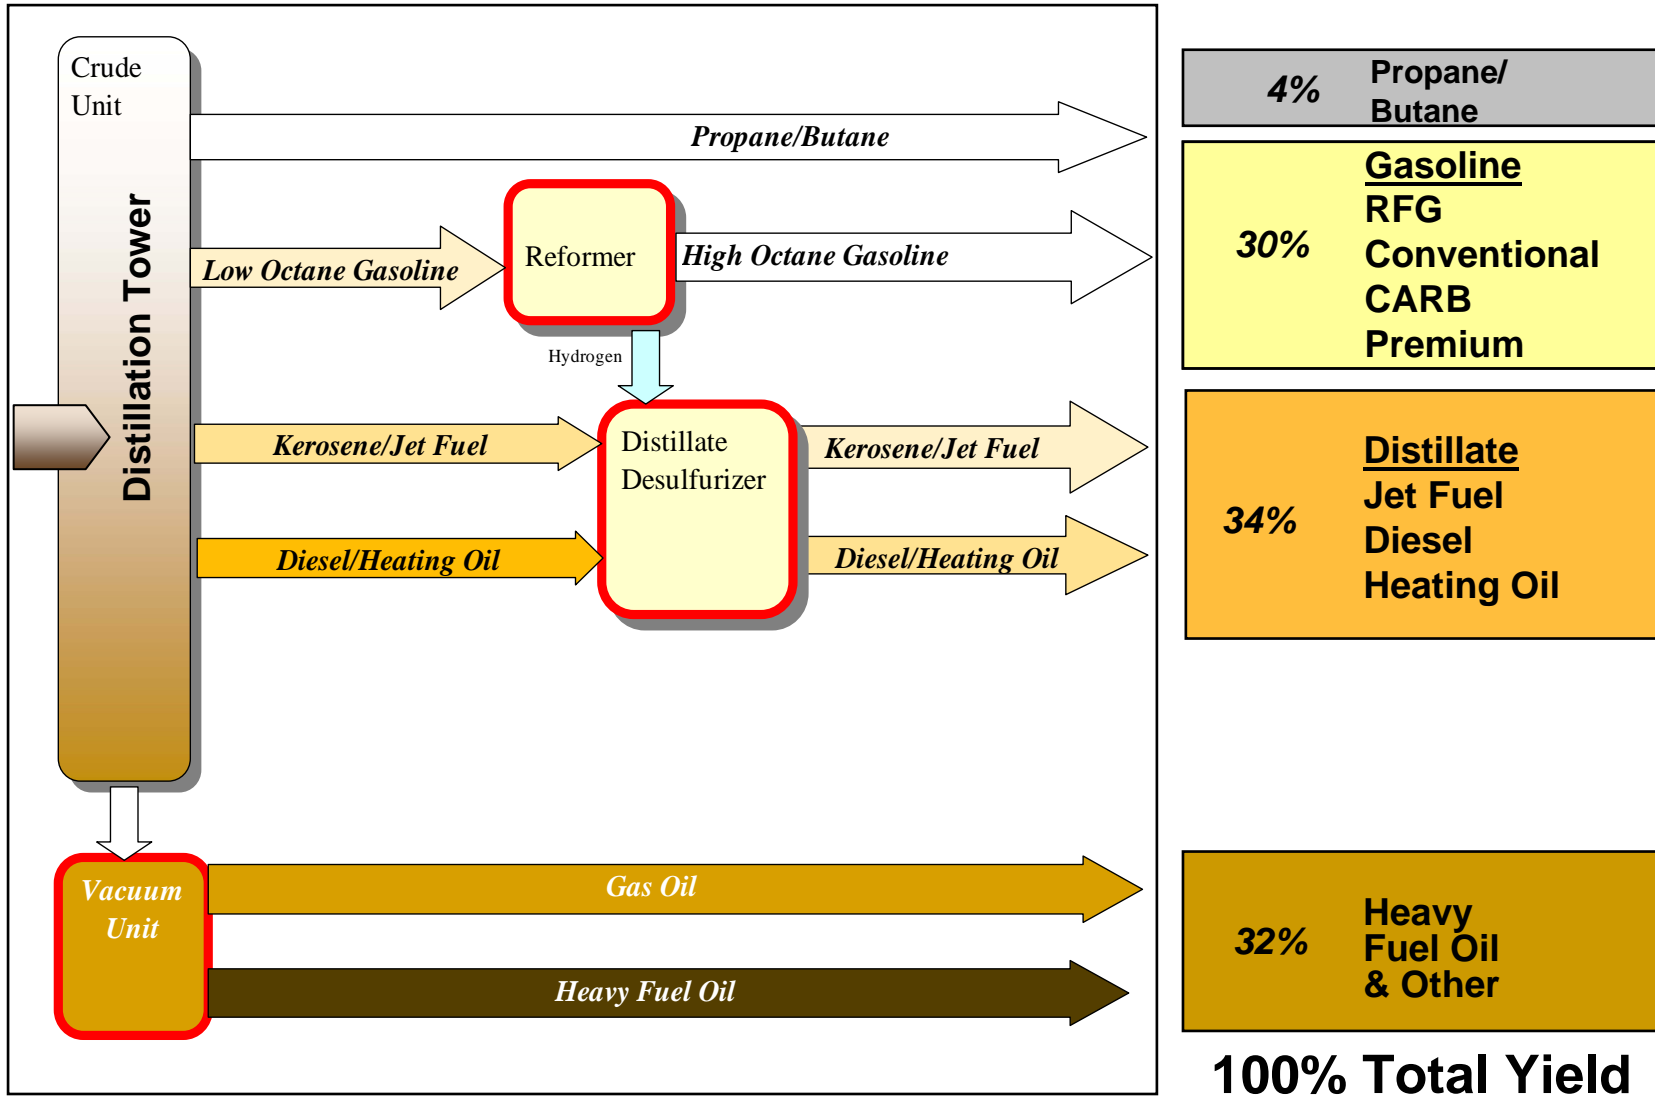 Crude
Unit
Distillation Tower
Propane/Butane
Low Octane Gasoline
Reformer
High Octane Gasoline
Hydrogen
Kerosene/Jet Fuel
Distillate
Desulfurizer
Kerosene/Jet Fuel
Diesel/Heating Oil
Diesel/Heating Oil
Vacuum
Unit
Gas Oil
Heavy Fuel Oil
4%
Propane/
Butane
30%
Gasoline
RFG
Conventional
CARB
Premium
34%
Distillate
Jet Fuel
Diesel
Heating Oil
32%
Heavy
Fuel Oil
& Other
100% Total Yield